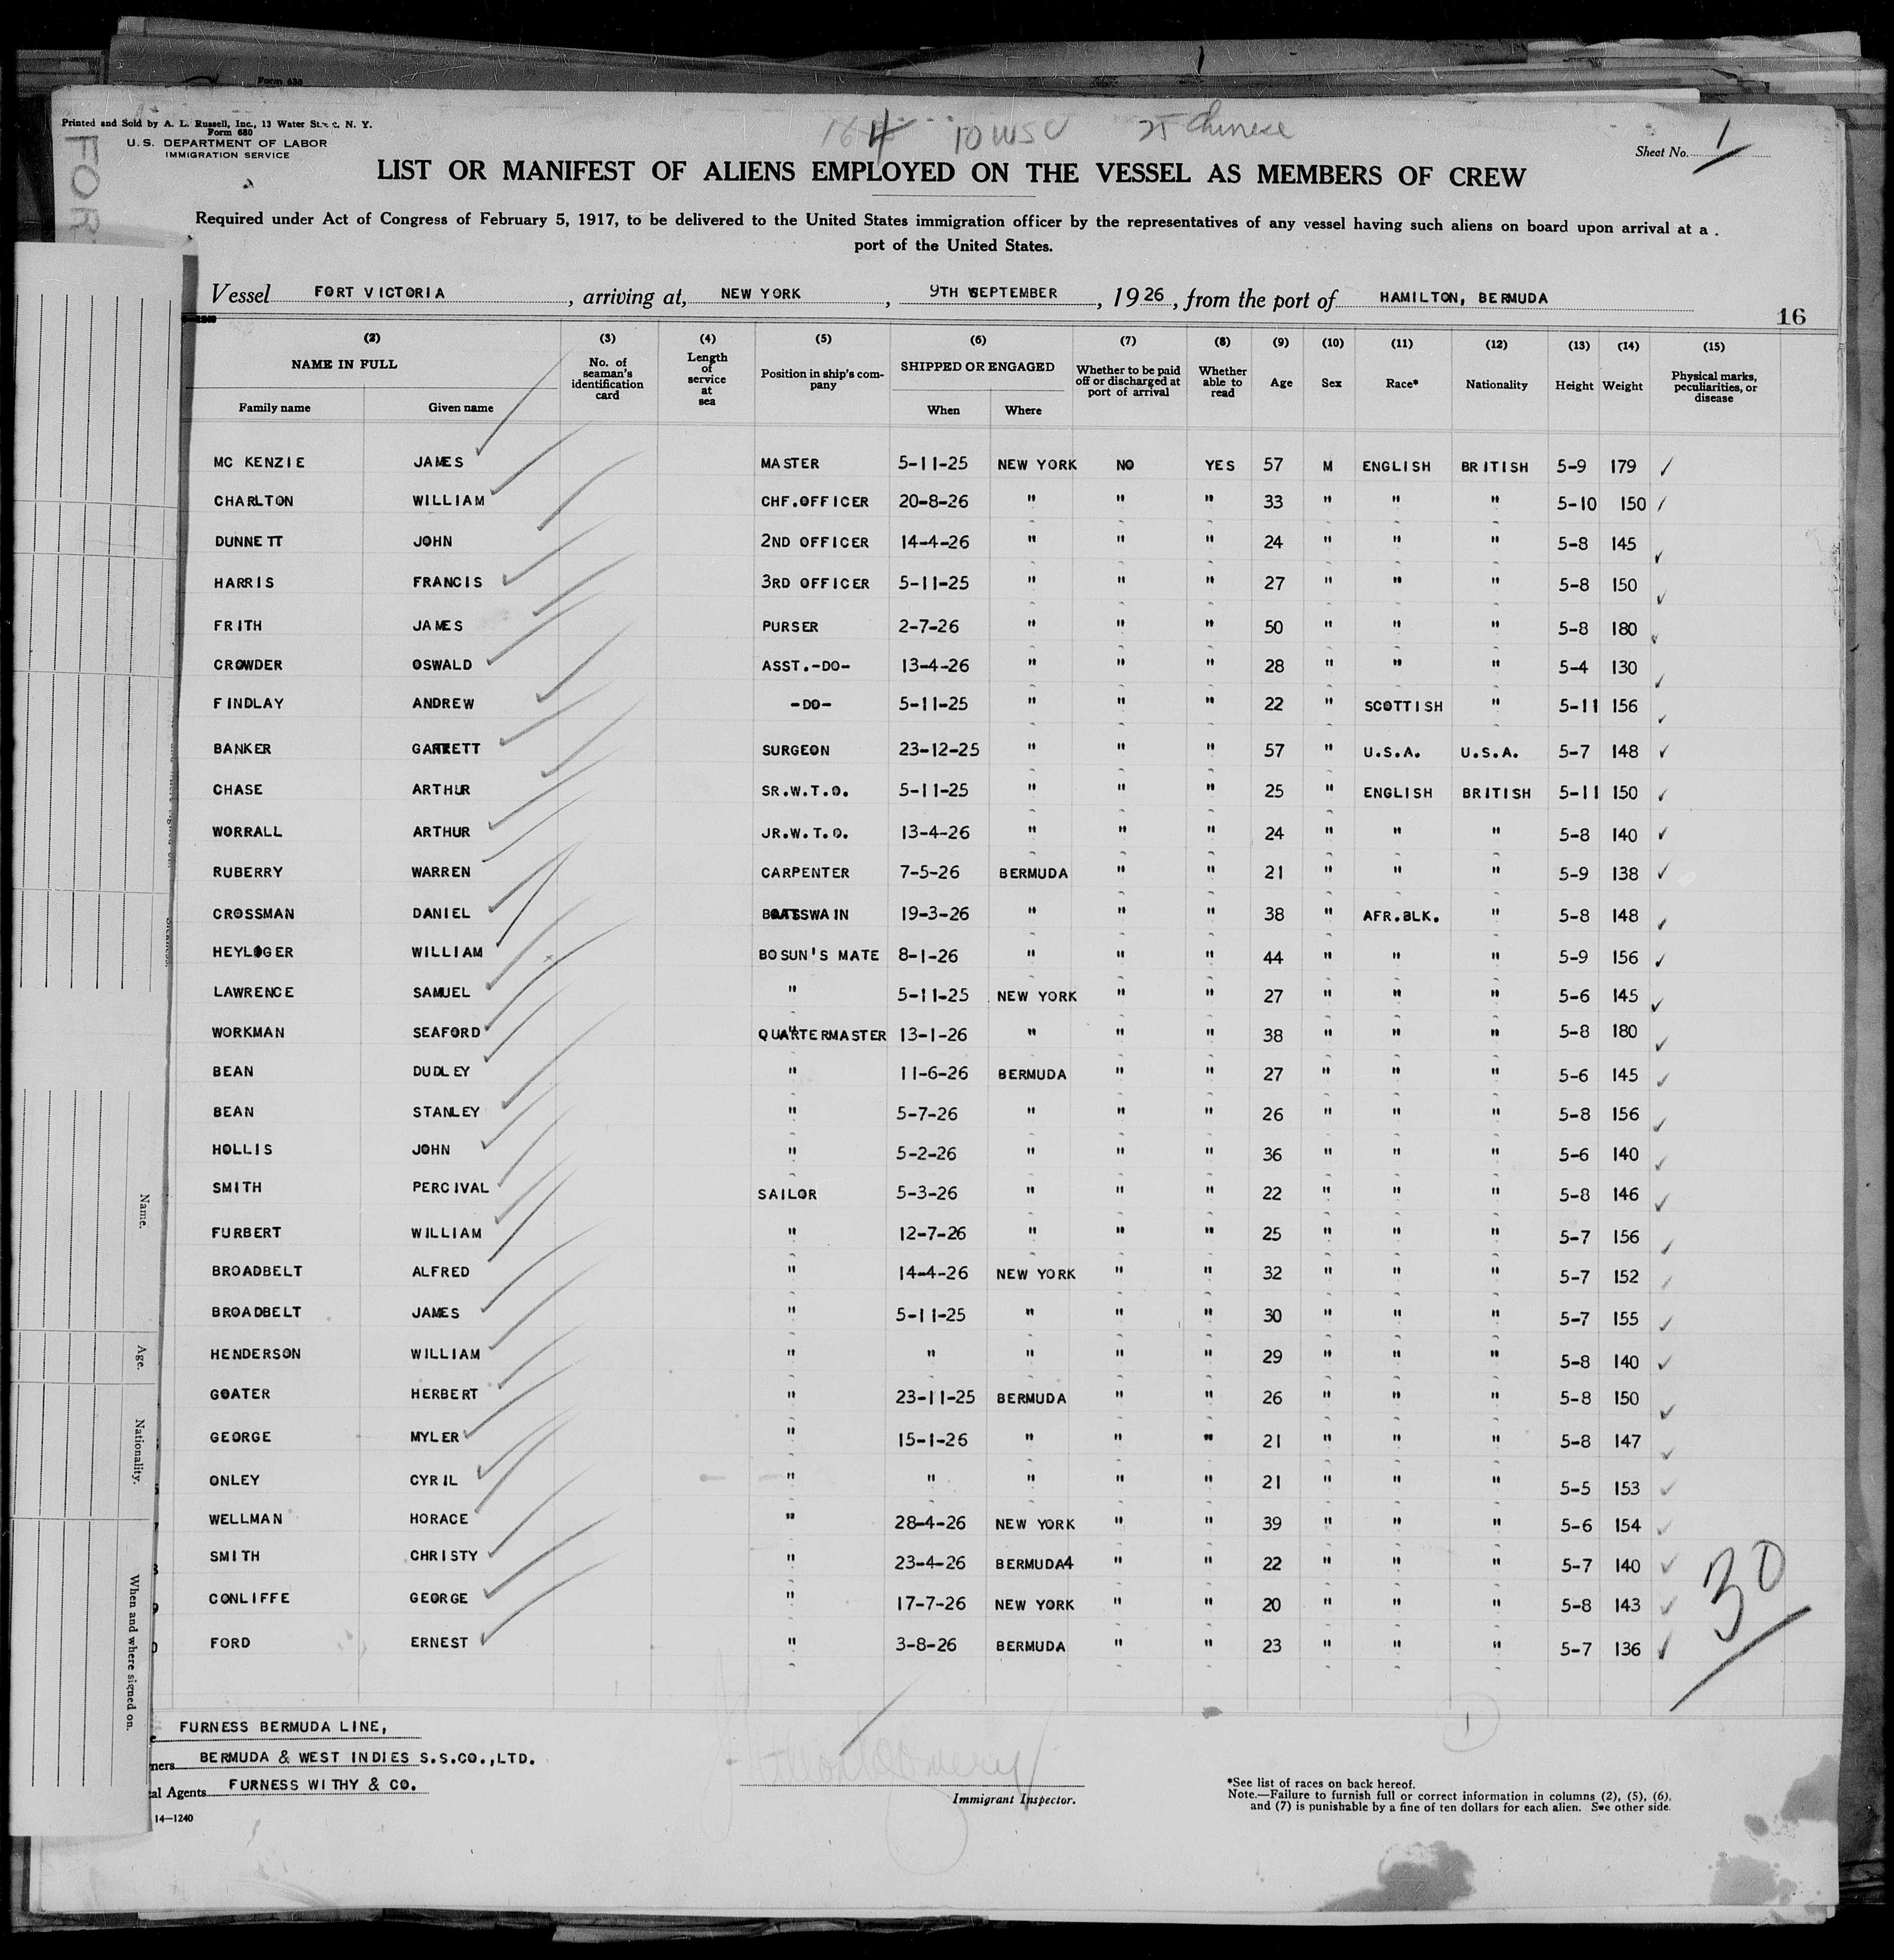 Form 630
Printed and Sold by A. L. Russell, Inc., 13 Water St., N. Y.
Form 680
U. S. DEPARTMENT OF LABOR
IMMIGRATION SERVICE
FOR
4 10 USC 25 Chinese
Sheet No. 1
LIST OR MANIFEST OF ALIENS EMPLOYED ON THE VESSEL AS MEMBERS OF CREW
Required under Act of Congress of February 5, 1917, to be delivered to the United States immigration officer by the representatives of any vessel having such aliens on board upon arrival at a
port of the United States.
Vessel FORT VICTORIA, arriving at, NEW YORK, 9TH SEPTEMBER, 1926, from the port of HAMILTON, BERMUDA
16
(2) (3) (4) (5) (6) (7) (8) (9) (10) (11) (12) (13) (14) (15)
NAME IN FULL No. of seaman's identification card Length of service at sea Position in ship's company SHIPPED OR ENGAGED Whether to be paid off or discharged at port of arrival Whether able to read Age Sex Race* Nationality Height Weight Physical marks, peculiarities, or disease
Family name Given name When Where
MC KENZIE JAMES MASTER 5-11-25 NEW YORK NO YES 57 M ENGLISH BRITISH 5-9 179
CHARLTON WILLIAM CHF.OFFICER 20-8-26 " " " 33 " " " 5-10 150
DUNNETT JOHN 2ND OFFICER 14-4-26 " " " 24 " " " 5-8 145
HARRIS FRANCIS 3RD OFFICER 5-11-25 " " " 27 " " " 5-8 150
FRITH JAMES PURSER 2-7-26 " " " 50 " " " 5-8 180
CROWDER OSWALD ASST.-DO- 13-4-26 " " " 28 " " " 5-4 130
FINDLAY ANDREW -DO- 5-11-25 " " " 22 " SCOTTISH " 5-11 156
BANKER GARRETT SURGEON 23-12-25 " " " 57 " U.S.A. U.S.A. 5-7 148
CHASE ARTHUR SR.W.T.O. 5-11-25 " " " 25 " ENGLISH BRITISH 5-11 150
WORRALL ARTHUR JR.W.T.O. 13-4-26 " " " 24 " " " 5-8 140
RUBERRY WARREN CARPENTER 7-5-26 BERMUDA " " 21 " " " 5-9 138
CROSSMAN DANIEL BOATSWAIN 19-3-26 " " " 38 " AFR.BLK. " 5-8 148
HEYLOGER WILLIAM BOSUN'S MATE 8-1-26 " " " 44 " " " 5-9 156
LAWRENCE SAMUEL " 5-11-25 NEW YORK " " 27 " " " 5-6 145
WORKMAN SEAFORD QUARTERMASTER 13-1-26 " " " 38 " " " 5-8 180
BEAN DUDLEY " 11-6-26 BERMUDA " " 27 " " " 5-6 145
BEAN STANLEY " 5-7-26 " " " 26 " " " 5-8 156
HOLLIS JOHN " 5-2-26 " " " 36 " " " 5-6 140
SMITH PERCIVAL SAILOR 5-3-26 " " " 22 " " " 5-8 146
FURBERT WILLIAM " 12-7-26 " " " 25 " " " 5-7 156
BROADBELT ALFRED " 14-4-26 NEW YORK " " 32 " " " 5-7 152
BROADBELT JAMES " 5-11-25 " " " 30 " " " 5-7 155
HENDERSON WILLIAM " " " " " 29 " " " 5-8 140
GOATER HERBERT " 23-11-25 BERMUDA " " 26 " " " 5-8 150
GEORGE MYLER " 15-1-26 " " " 21 " " " 5-8 147
ONLEY CYRIL " " " " " 21 " " " 5-5 153
WELLMAN HORACE " 28-4-26 NEW YORK " " 39 " " " 5-6 154
SMITH CHRISTY " 23-4-26 BERMUDA4 " " 22 " " " 5-7 140
CONLIFFE GEORGE " 17-7-26 NEW YORK " " 20 " " " 5-8 143
FORD ERNEST " 3-8-26 BERMUDA " " 23 " " " 5-7 136
30
Name.
Age.
Nationality.
When and where signed on.
FURNESS BERMUDA LINE,
ners BERMUDA & WEST INDIES S.S.CO.,LTD.
al Agents FURNESS WITHY & CO.
14—1240
Immigrant Inspector.
1
*See list of races on back hereof.
Note.—Failure to furnish full or correct information in columns (2), (5), (6),
and (7) is punishable by a fine of ten dollars for each alien. See other side.